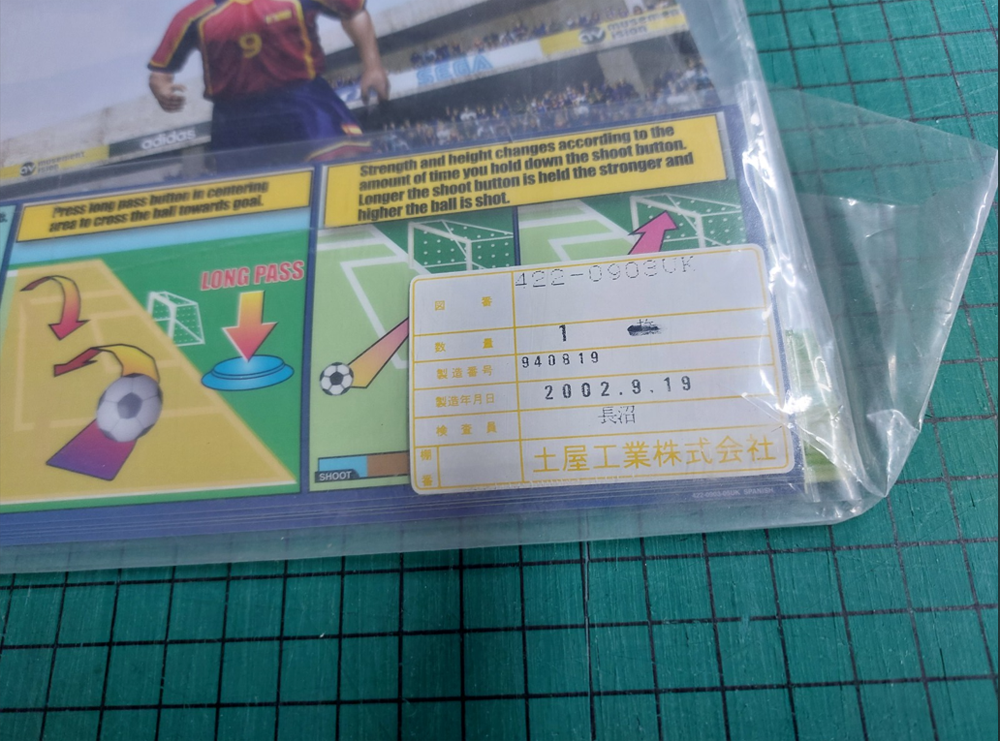 9
SEGA
adidas
Press long pass button in centering
area to cross the ball towards goal.
Strength and height changes according to the
amount of time you hold down the shoot button.
Longer the shoot button is held the stronger and
higher the ball is shot.
LONG PASS
SHOOT
図番 422-0903UK
数量 1
製造番号 940819
製造年月日 2002.9.19
検査員 長沼
機番 土屋工業株式会社